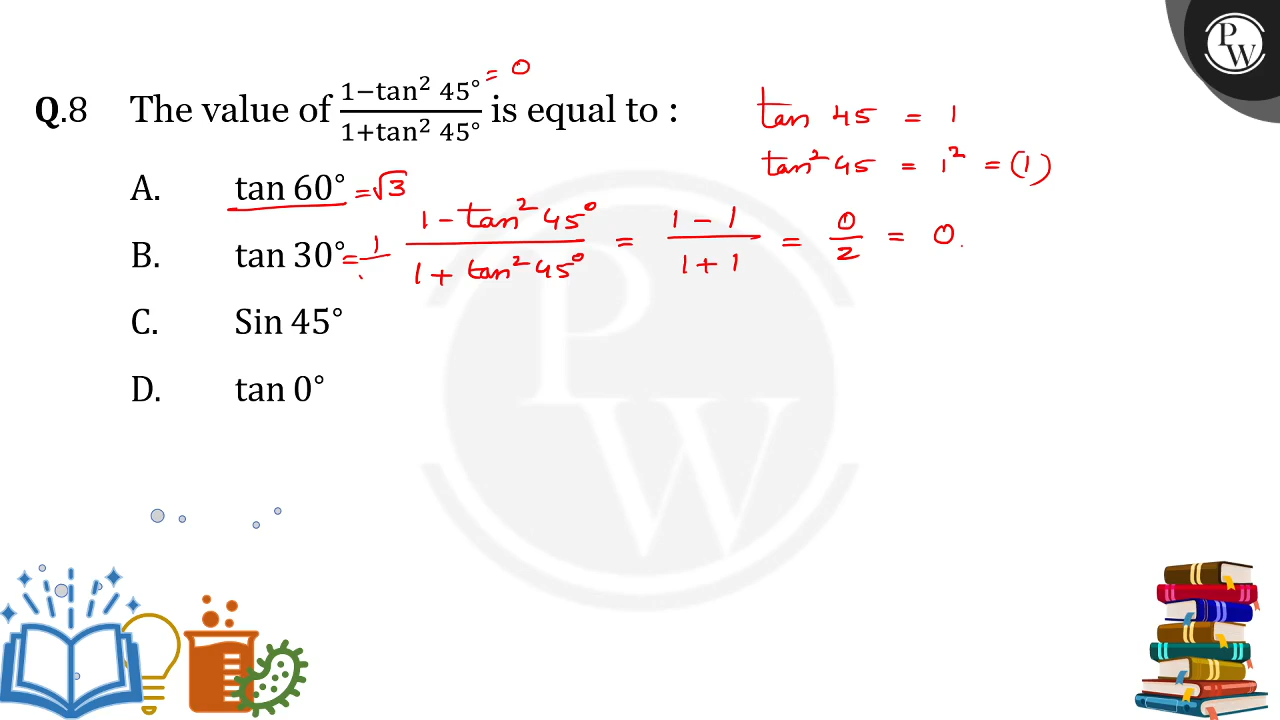 Q.8 The value of (1−tan² 45°)/(1+tan² 45°) = 0 is equal to :
tan 45 = 1
tan² 45 = 1² = (1)
A. tan 60° = √3
(1 - tan² 45°)/(1 + tan² 45°) = (1 - 1)/(1 + 1) = 0/2 = 0.
B. tan 30° = 1/
C. Sin 45°
D. tan 0°
PW
PW